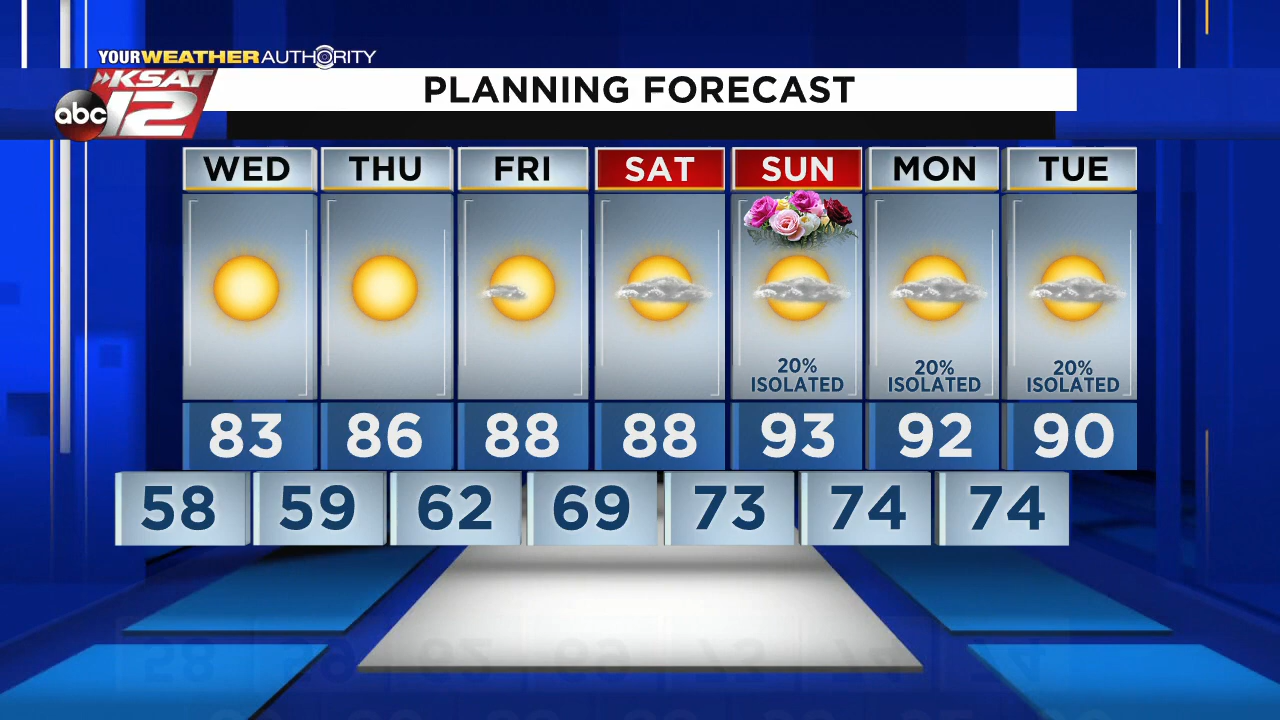 YOURWEATHERAUTHORITY
KSAT
abc 12
PLANNING FORECAST
WED THU FRI SAT SUN MON TUE
20% 20% 20%
ISOLATED ISOLATED ISOLATED
83 86 88 88 93 92 90
58 59 62 69 73 74 74